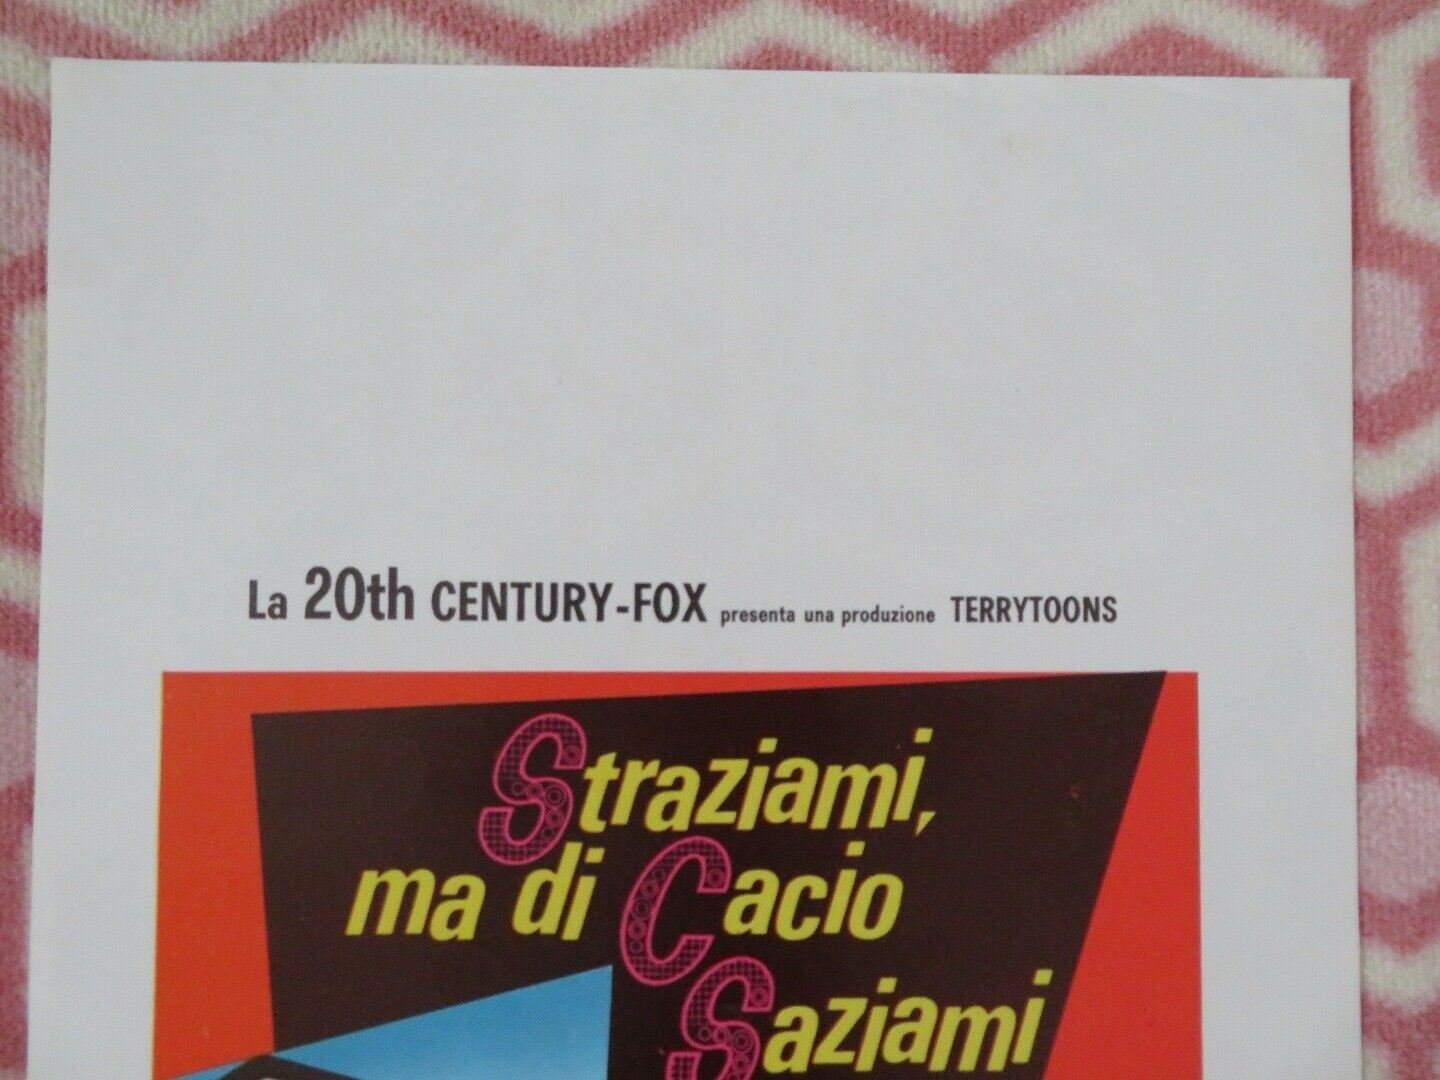 La 20th CENTURY-FOX presenta una produzione TERRYTOONS
Straziami,
ma di Cacio
Saziami